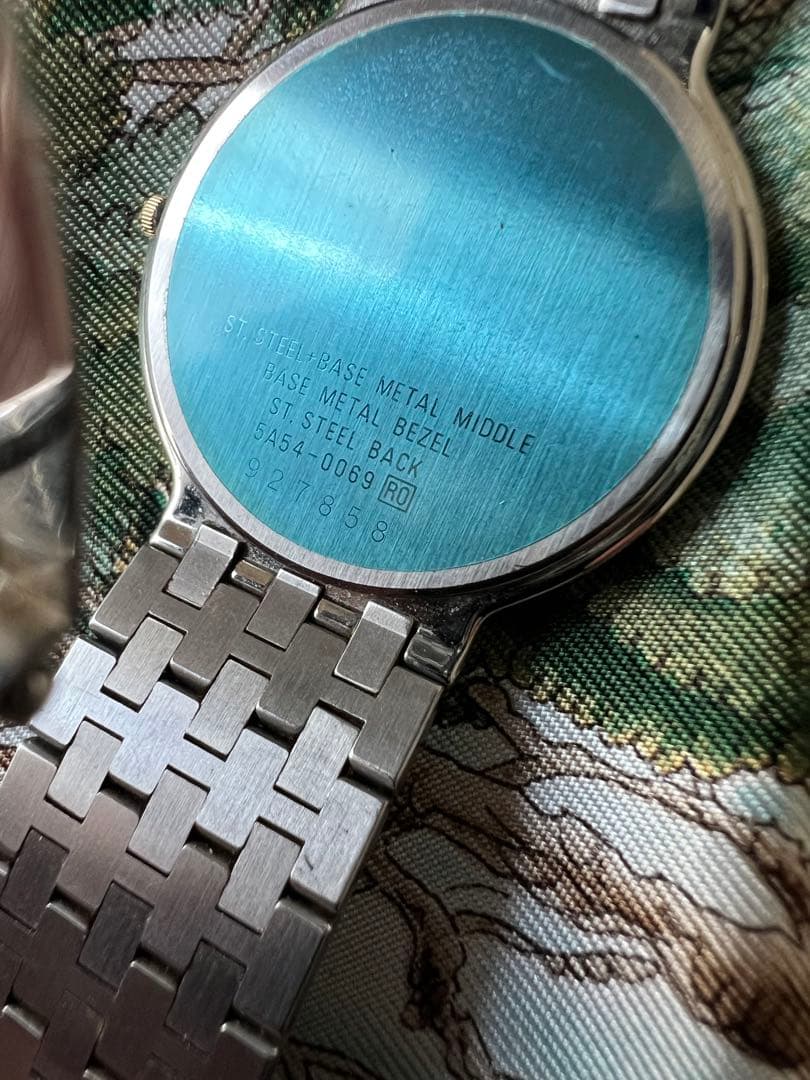 ST. STEEL+BASE METAL MIDDLE
BASE METAL BEZEL
ST. STEEL BACK
5A54-0069 RO
927858